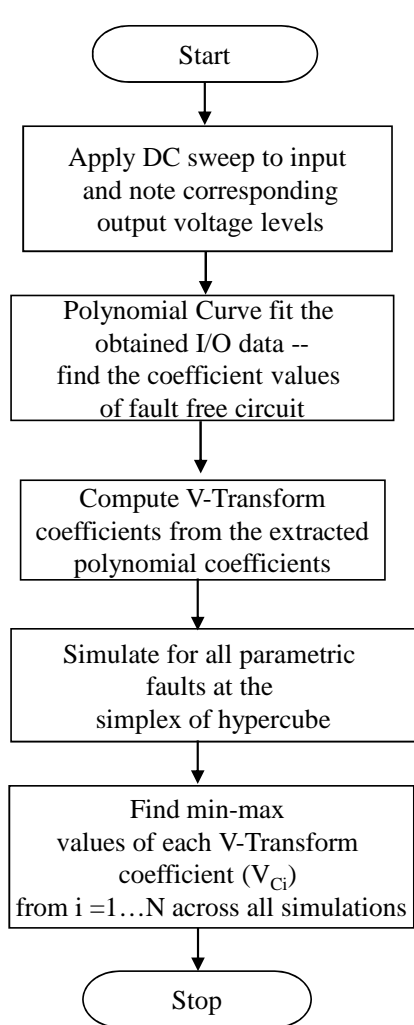 Start
Apply DC sweep to input
and note corresponding
output voltage levels
Polynomial Curve fit the
obtained I/O data --
find the coefficient values
of fault free circuit
Compute V-Transform
coefficients from the extracted
polynomial coefficients
Simulate for all parametric
faults at the
simplex of hypercube
Find min-max
values of each V-Transform
coefficient (V_Ci)
from i =1…N across all simulations
Stop